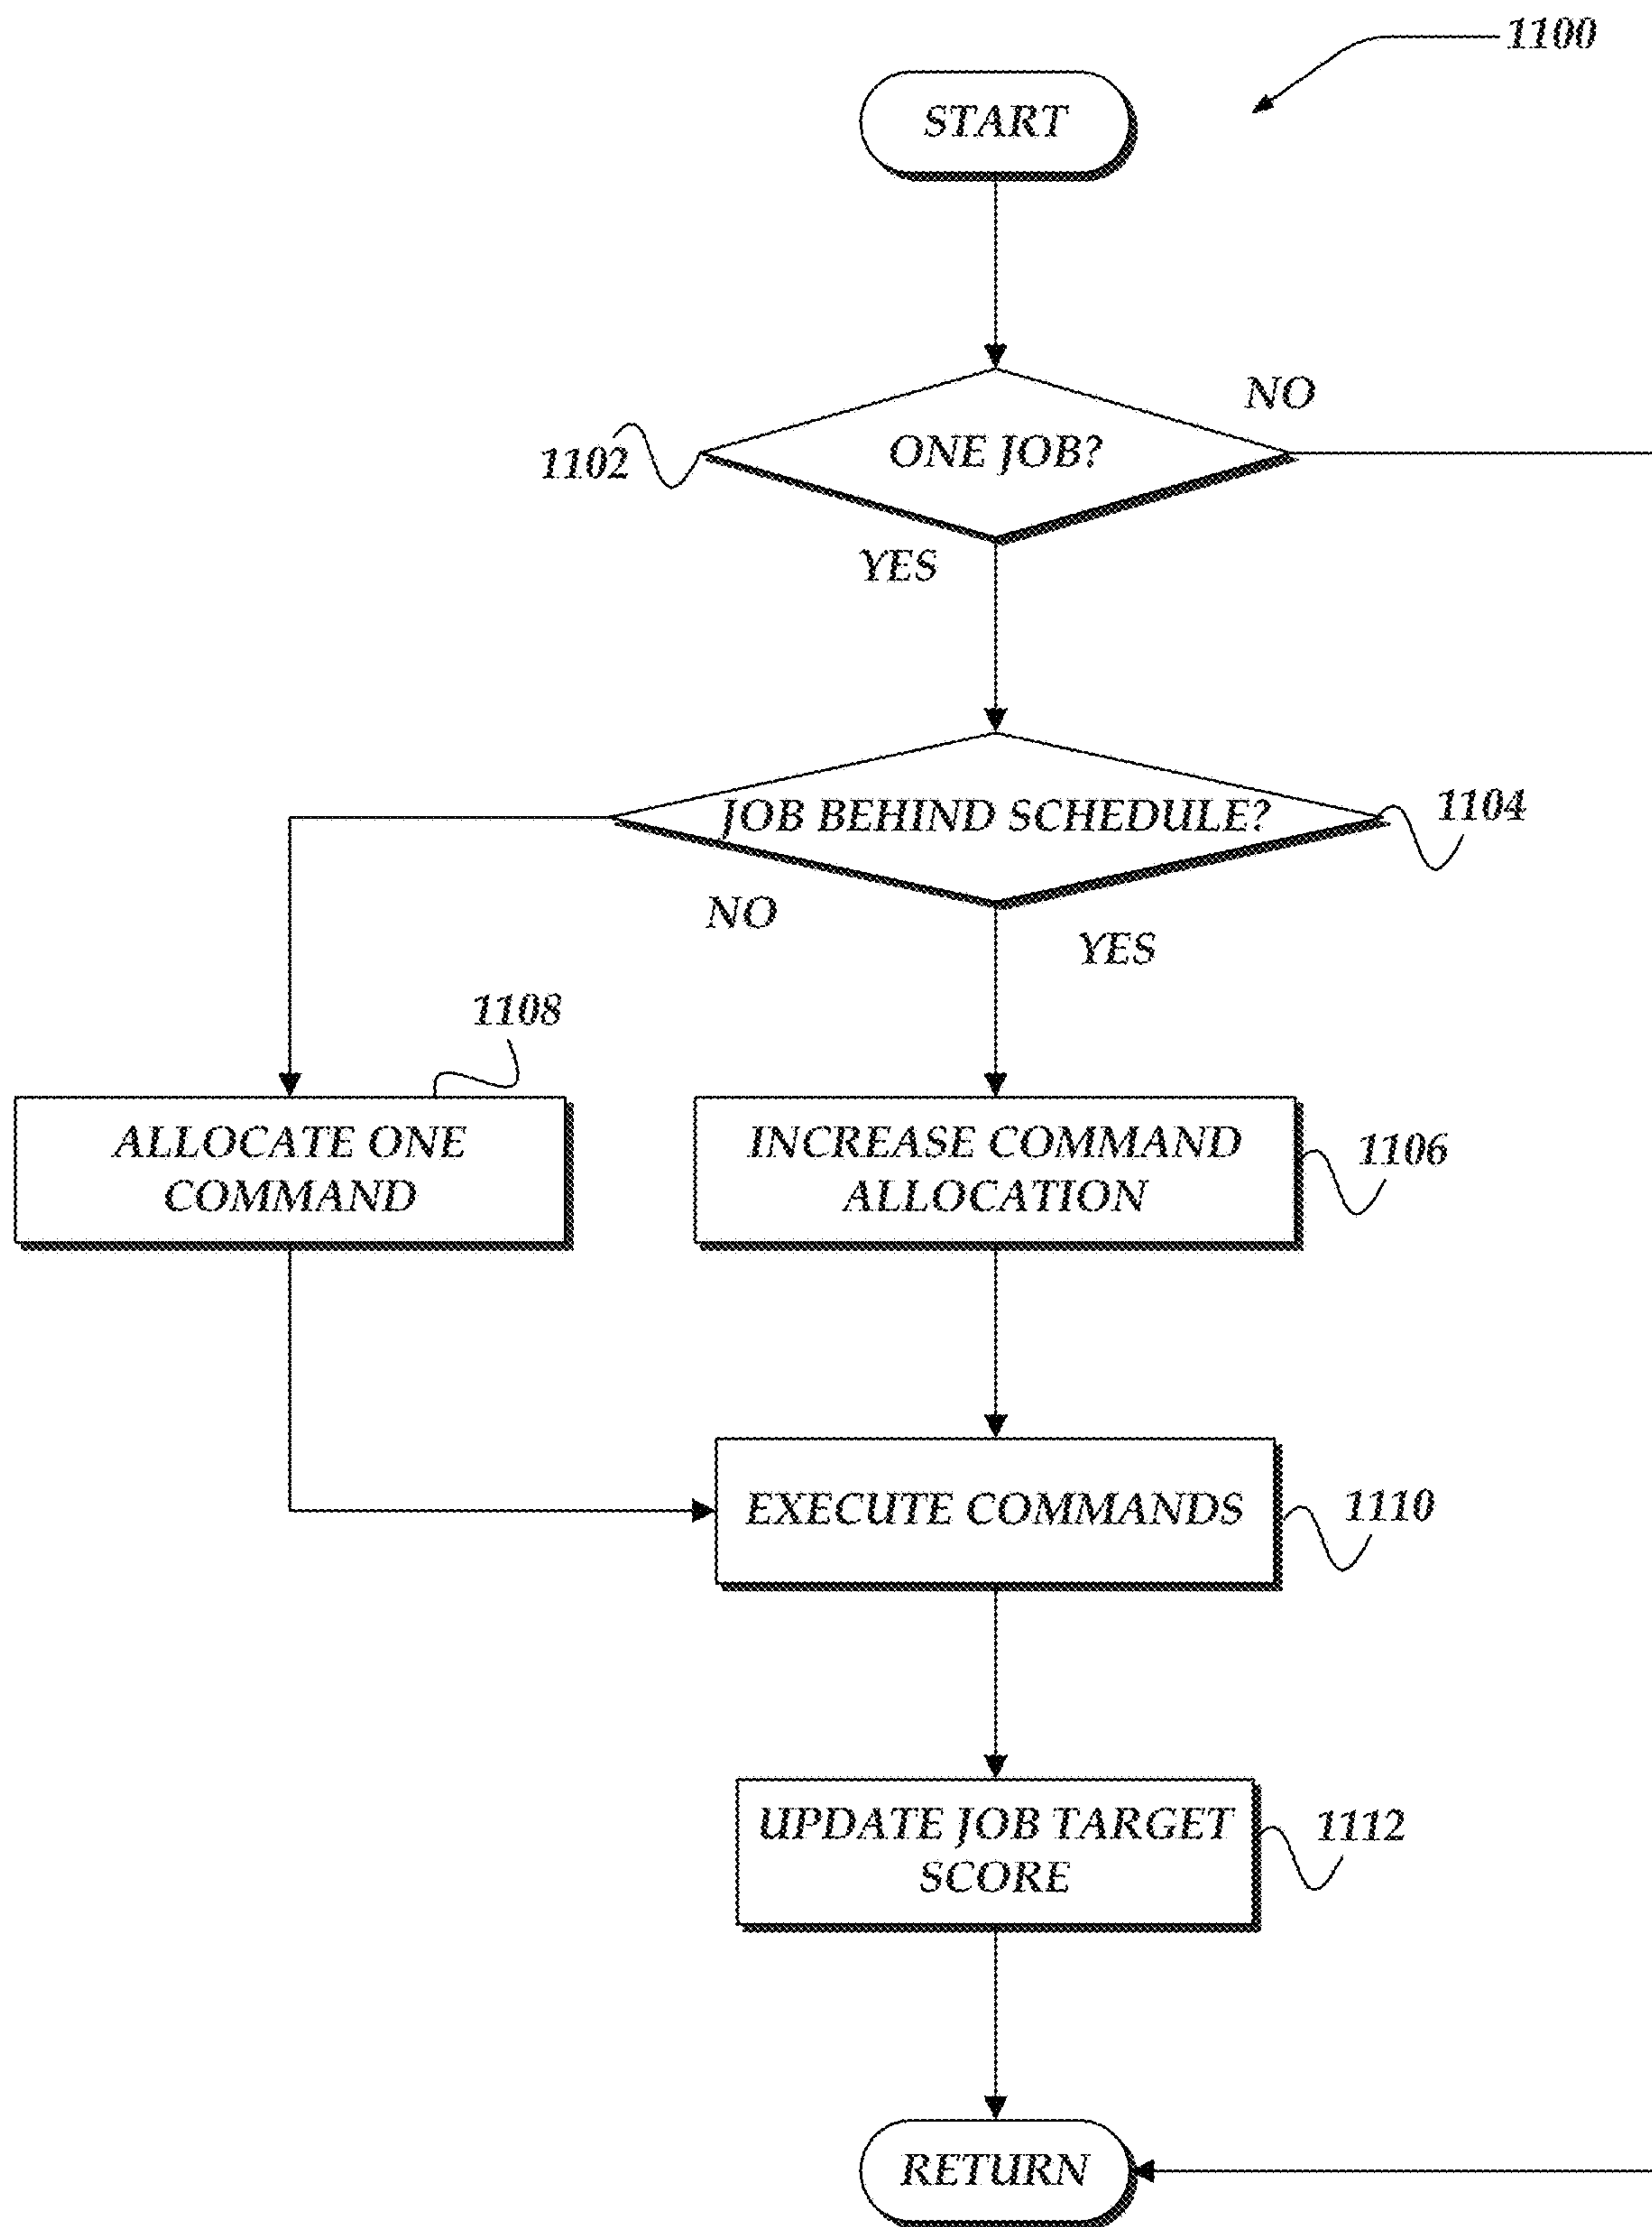 1100
START
NO
ONE JOB?
1102
YES
JOB BEHIND SCHEDULE?
1104
NO
YES
1108
ALLOCATE ONE
COMMAND
INCREASE COMMAND
ALLOCATION
1106
EXECUTE COMMANDS
1110
UPDATE JOB TARGET
SCORE
1112
RETURN